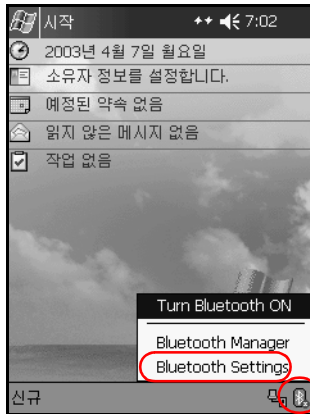 시작 7:02
2003년 4월 7일 월요일
소유자 정보를 설정합니다.
예정된 약속 없음
읽지 않은 메시지 없음
작업 없음
Turn Bluetooth ON
Bluetooth Manager
Bluetooth Settings
신규